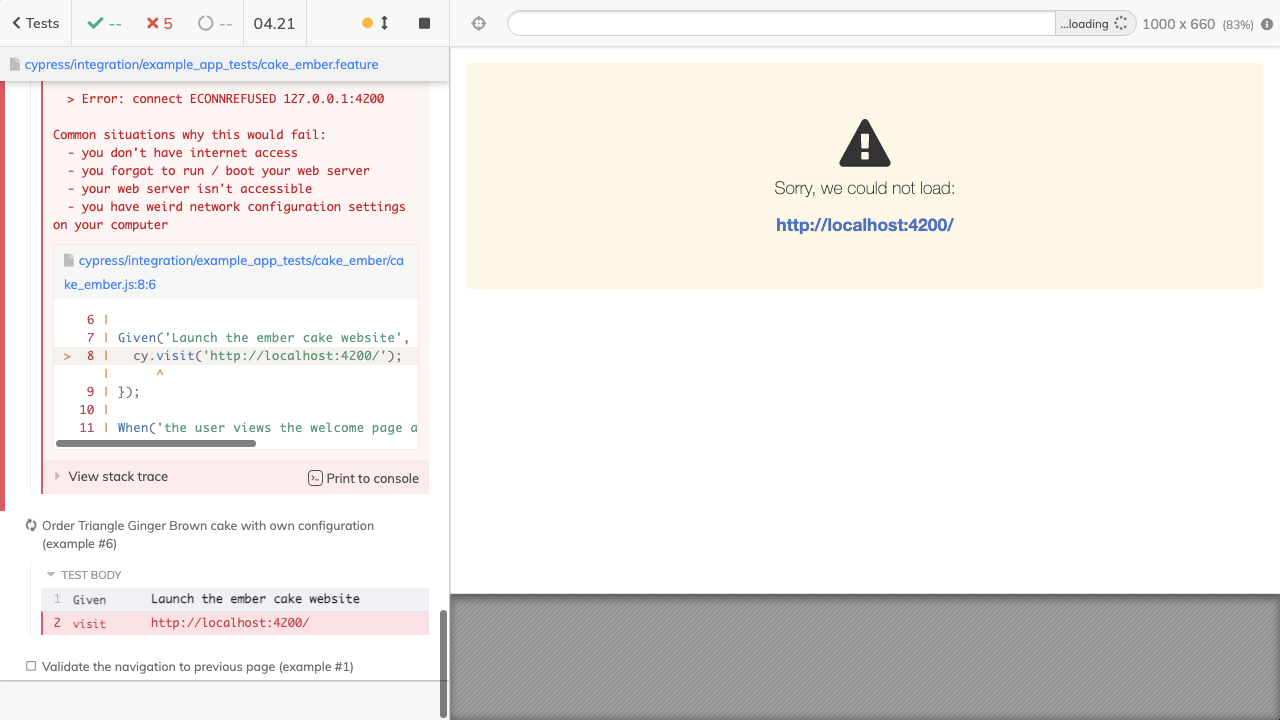 Tests
--
5
--
04.21
...loading
1000 x 660 (83%)
cypress/integration/example_app_tests/cake_ember.feature
> Error: connect ECONNREFUSED 127.0.0.1:4200
Common situations why this would fail:
- you don't have internet access
- you forgot to run / boot your web server
- your web server isn't accessible
- you have weird network configuration settings
on your computer
cypress/integration/example_app_tests/cake_ember/ca
ke_ember.js:8:6
6 |
7 | Given('Launch the ember cake website',
> 8 |   cy.visit('http://localhost:4200/');
|      ^
9 | });
10 |
11 | When('the user views the welcome page a
View stack trace
Print to console
Order Triangle Ginger Brown cake with own configuration
(example #6)
TEST BODY
1 Given Launch the ember cake website
2 visit http://localhost:4200/
Validate the navigation to previous page (example #1)
Sorry, we could not load:
http://localhost:4200/